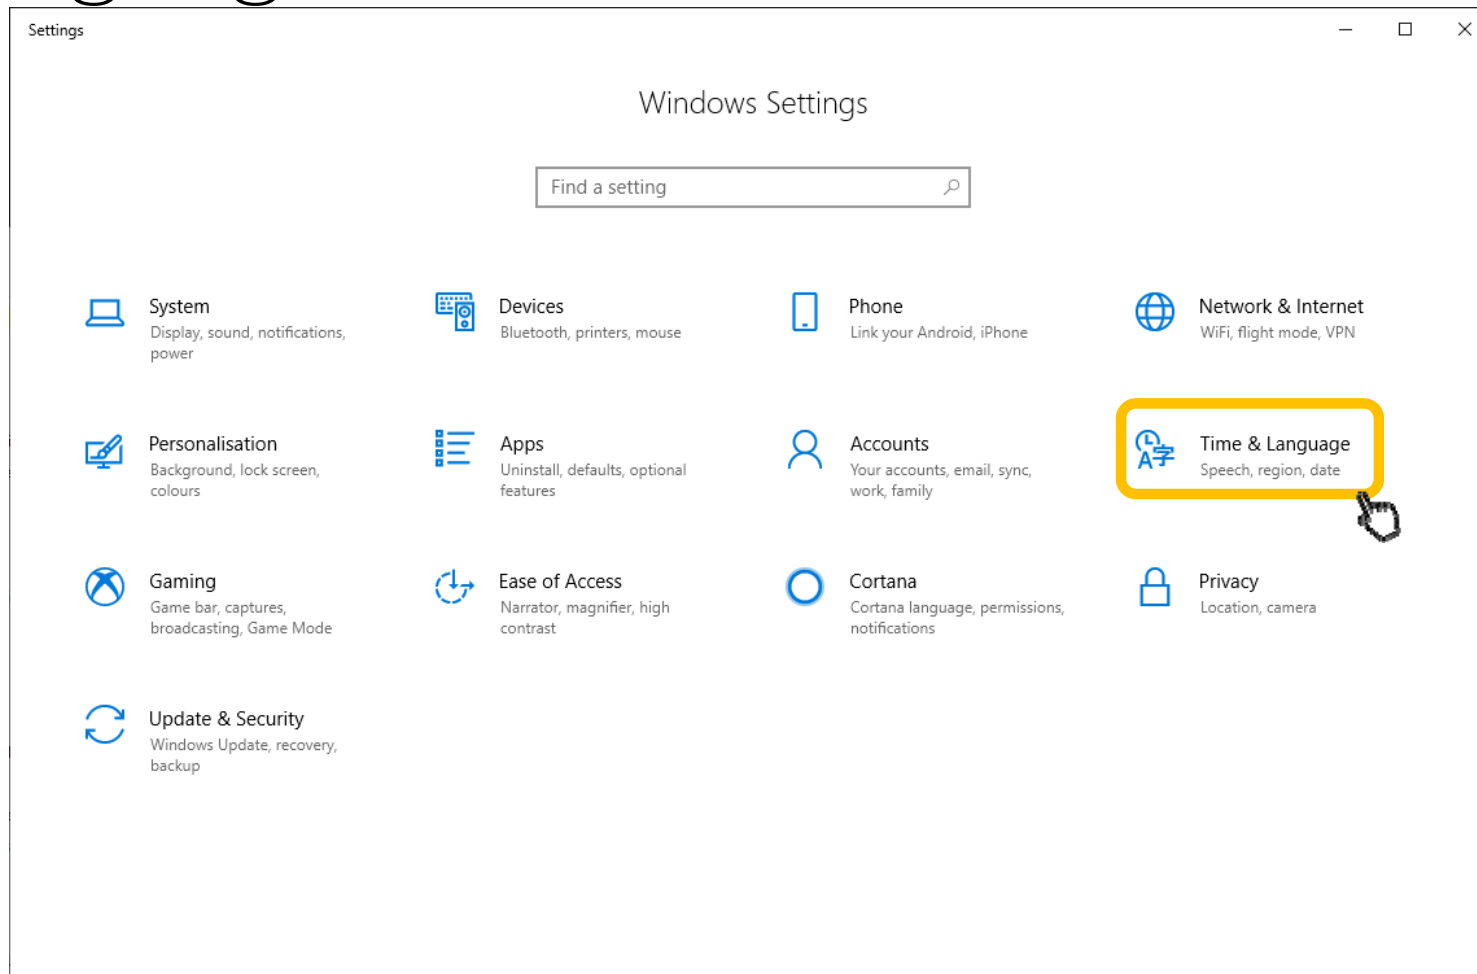 Settings
Windows Settings
Find a setting
System
Display, sound, notifications,
power
Devices
Bluetooth, printers, mouse
Phone
Link your Android, iPhone
Network & Internet
WiFi, flight mode, VPN
Personalisation
Background, lock screen,
colours
Apps
Uninstall, defaults, optional
features
Accounts
Your accounts, email, sync,
work, family
Time & Language
Speech, region, date
Gaming
Game bar, captures,
broadcasting, Game Mode
Ease of Access
Narrator, magnifier, high
contrast
Cortana
Cortana language, permissions,
notifications
Privacy
Location, camera
Update & Security
Windows Update, recovery,
backup